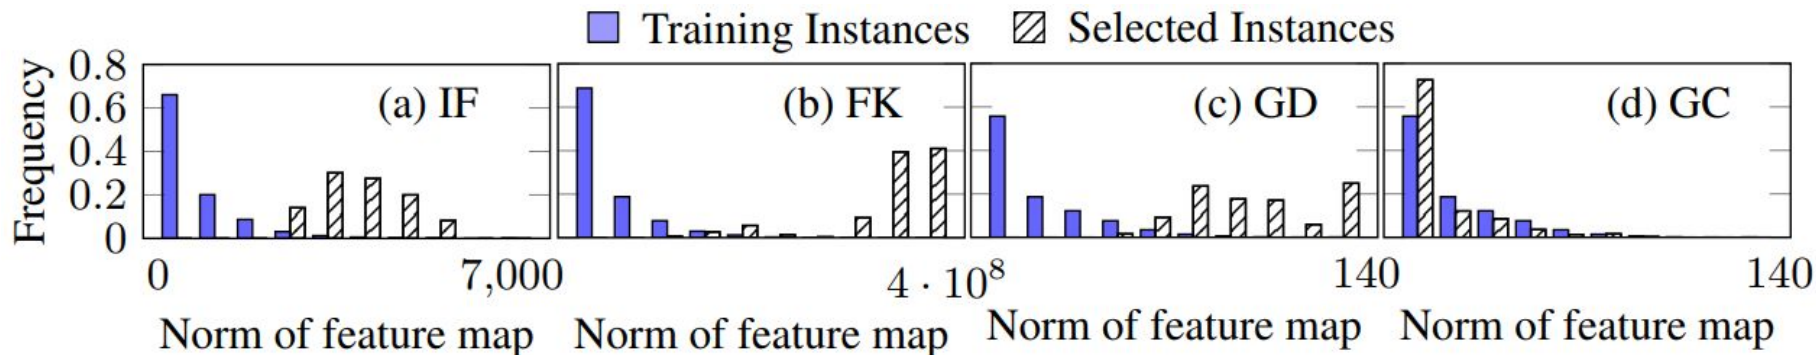 Training Instances Selected Instances
Frequency
0.8
0.6
0.4
0.2
0
(a) IF (b) FK (c) GD (d) GC
0 7,000 4 · 10⁸ 140 140
Norm of feature map Norm of feature map Norm of feature map Norm of feature map